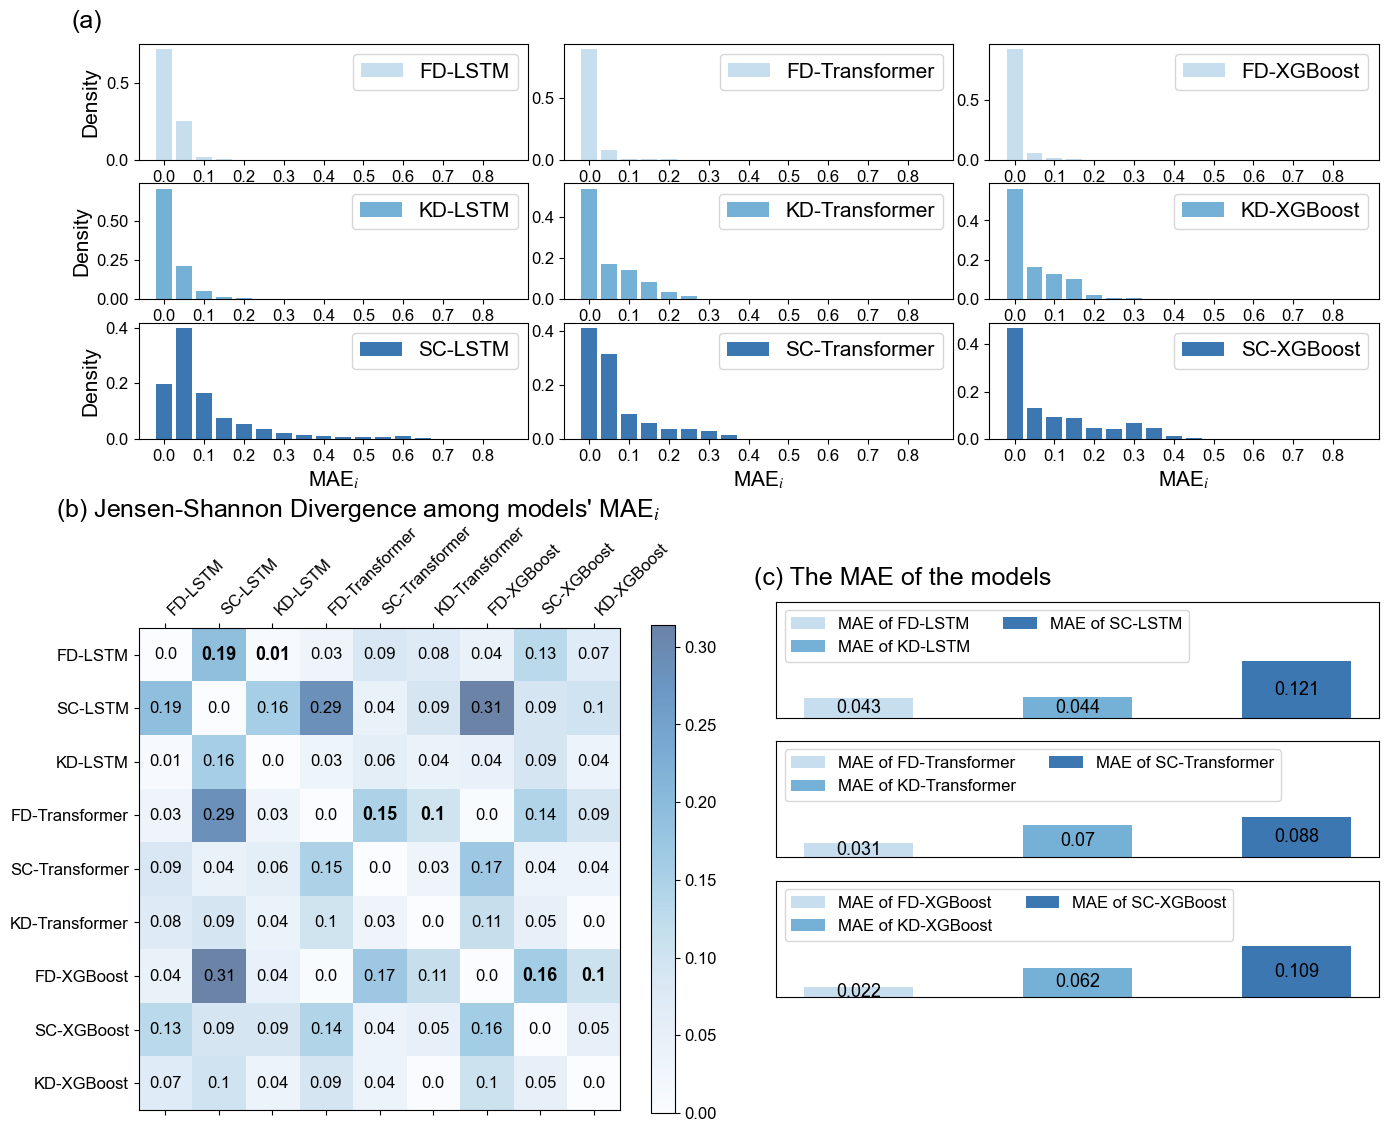 (a)
FD-LSTM
FD-Transformer
FD-XGBoost
Density
0.5
0.0
0.5
0.0
0.5
0.0
0.0 0.1 0.2 0.3 0.4 0.5 0.6 0.7 0.8
0.0 0.1 0.2 0.3 0.4 0.5 0.6 0.7 0.8
0.0 0.1 0.2 0.3 0.4 0.5 0.6 0.7 0.8
KD-LSTM
KD-Transformer
KD-XGBoost
Density
0.50
0.25
0.00
0.4
0.2
0.0
0.4
0.2
0.0
0.0 0.1 0.2 0.3 0.4 0.5 0.6 0.7 0.8
0.0 0.1 0.2 0.3 0.4 0.5 0.6 0.7 0.8
0.0 0.1 0.2 0.3 0.4 0.5 0.6 0.7 0.8
SC-LSTM
SC-Transformer
SC-XGBoost
Density
0.4
0.2
0.0
0.4
0.2
0.0
0.4
0.2
0.0
0.0 0.1 0.2 0.3 0.4 0.5 0.6 0.7 0.8
0.0 0.1 0.2 0.3 0.4 0.5 0.6 0.7 0.8
0.0 0.1 0.2 0.3 0.4 0.5 0.6 0.7 0.8
MAEi
MAEi
MAEi
(b) Jensen-Shannon Divergence among models' MAEi
FD-LSTM
SC-LSTM
KD-LSTM
FD-Transformer
SC-Transformer
KD-Transformer
FD-XGBoost
SC-XGBoost
KD-XGBoost
FD-LSTM 0.0 0.19 0.01 0.03 0.09 0.08 0.04 0.13 0.07
SC-LSTM 0.19 0.0 0.16 0.29 0.04 0.09 0.31 0.09 0.1
KD-LSTM 0.01 0.16 0.0 0.03 0.06 0.04 0.04 0.09 0.04
FD-Transformer 0.03 0.29 0.03 0.0 0.15 0.1 0.0 0.14 0.09
SC-Transformer 0.09 0.04 0.06 0.15 0.0 0.03 0.17 0.04 0.04
KD-Transformer 0.08 0.09 0.04 0.1 0.03 0.0 0.11 0.05 0.0
FD-XGBoost 0.04 0.31 0.04 0.0 0.17 0.11 0.0 0.16 0.1
SC-XGBoost 0.13 0.09 0.09 0.14 0.04 0.05 0.16 0.0 0.05
KD-XGBoost 0.07 0.1 0.04 0.09 0.04 0.0 0.1 0.05 0.0
0.30
0.25
0.20
0.15
0.10
0.05
0.00
(c) The MAE of the models
MAE of FD-LSTM MAE of SC-LSTM
MAE of KD-LSTM
0.043 0.044 0.121
MAE of FD-Transformer MAE of SC-Transformer
MAE of KD-Transformer
0.031 0.07 0.088
MAE of FD-XGBoost MAE of SC-XGBoost
MAE of KD-XGBoost
0.022 0.062 0.109